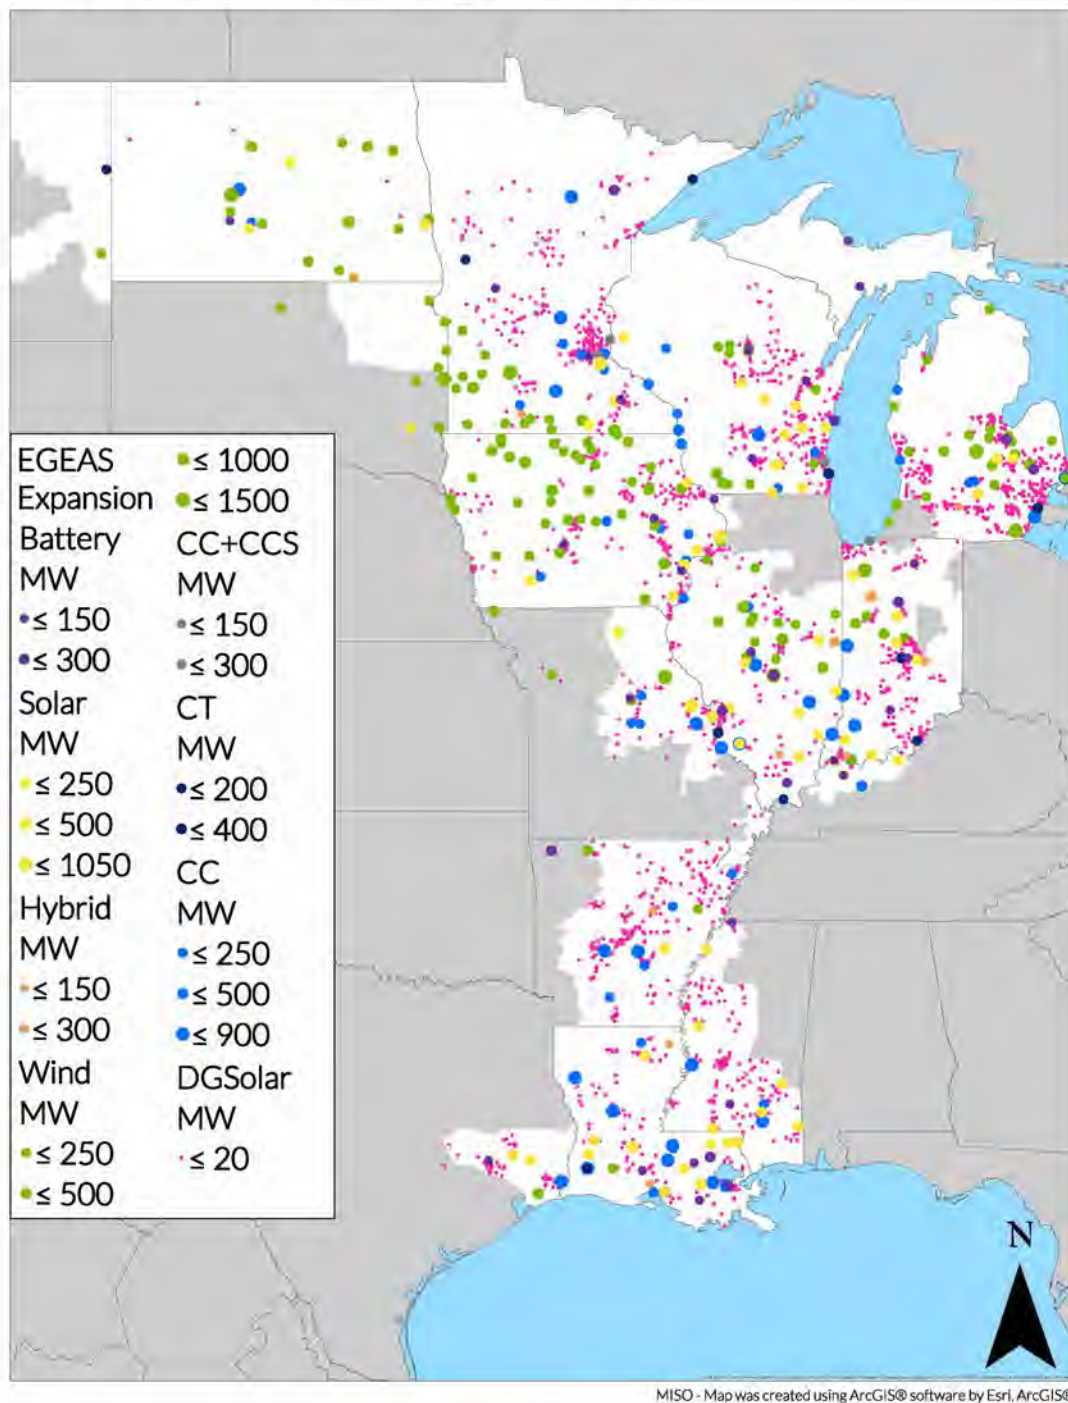 EGEAS
Expansion
Battery
MW
≤ 150
≤ 300
Solar
MW
≤ 250
≤ 500
≤ 1050
Hybrid
MW
≤ 150
≤ 300
Wind
MW
≤ 250
≤ 500
≤ 1000
≤ 1500
CC+CCS
MW
≤ 150
≤ 300
CT
MW
≤ 200
≤ 400
CC
MW
≤ 250
≤ 500
≤ 900
DGSolar
MW
≤ 20
N
MISO - Map was created using ArcGIS® software by Esri. ArcGIS®